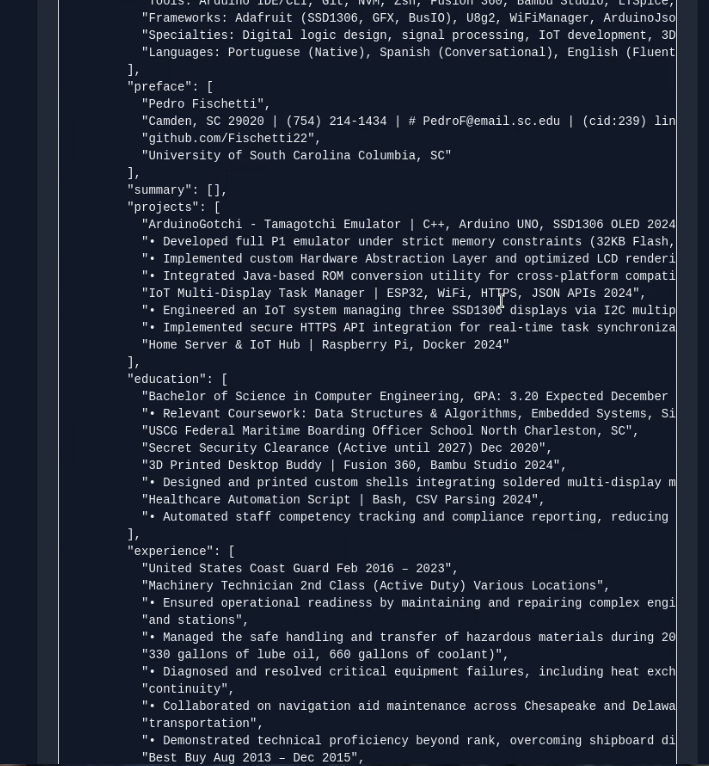 "Tools: Arduino IDE/CLI, Git, NVM, Zsh, Fusion 360, Bambu Studio, LTSpice,
"Frameworks: Adafruit (SSD1306, GFX, BusIO), U8g2, WiFiManager, ArduinoJso
"Specialties: Digital logic design, signal processing, IoT development, 3D
"Languages: Portuguese (Native), Spanish (Conversational), English (Fluent
],
"preface": [
"Pedro Fischetti",
"Camden, SC 29020 | (754) 214-1434 | # PedroF@email.sc.edu | (cid:239) lin
"github.com/Fischetti22",
"University of South Carolina Columbia, SC"
],
"summary": [],
"projects": [
"ArduinoGotchi - Tamagotchi Emulator | C++, Arduino UNO, SSD1306 OLED 2024
"• Developed full P1 emulator under strict memory constraints (32KB Flash,
"• Implemented custom Hardware Abstraction Layer and optimized LCD renderi
"• Integrated Java-based ROM conversion utility for cross-platform compati
"IoT Multi-Display Task Manager | ESP32, WiFi, HTTPS, JSON APIs 2024",
"• Engineered an IoT system managing three SSD1306 displays via I2C multip
"• Implemented secure HTTPS API integration for real-time task synchroniza
"Home Server & IoT Hub | Raspberry Pi, Docker 2024"
],
"education": [
"Bachelor of Science in Computer Engineering, GPA: 3.20 Expected December
"• Relevant Coursework: Data Structures & Algorithms, Embedded Systems, Si
"USCG Federal Maritime Boarding Officer School North Charleston, SC",
"Secret Security Clearance (Active until 2027) Dec 2020",
"3D Printed Desktop Buddy | Fusion 360, Bambu Studio 2024",
"• Designed and printed custom shells integrating soldered multi-display m
"Healthcare Automation Script | Bash, CSV Parsing 2024",
"• Automated staff competency tracking and compliance reporting, reducing
],
"experience": [
"United States Coast Guard Feb 2016 – 2023",
"Machinery Technician 2nd Class (Active Duty) Various Locations",
"• Ensured operational readiness by maintaining and repairing complex engi
"and stations",
"• Managed the safe handling and transfer of hazardous materials during 20
"330 gallons of lube oil, 660 gallons of coolant)",
"• Diagnosed and resolved critical equipment failures, including heat exch
"continuity",
"• Collaborated on navigation aid maintenance across Chesapeake and Delawa
"transportation",
"• Demonstrated technical proficiency beyond rank, overcoming shipboard di
"Best Buy Aug 2013 – Dec 2015",